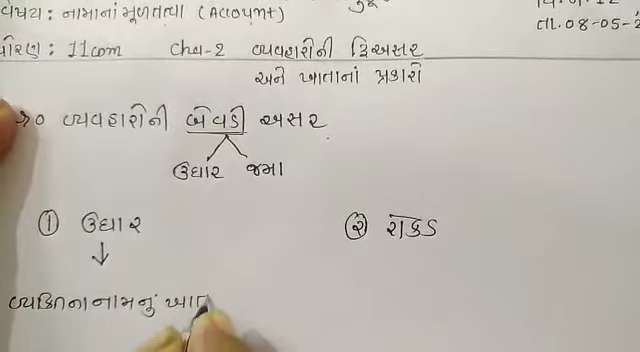 વિષય: નામાનાં મૂળતત્વો (Account)
તા.08-05-2
ધોરણ: 11com ch-2 વ્યવહારોની દ્વિઅસર
અને ખાતાનાં પ્રકારો
વ્યવહારોની બેવડી અસર
ઉધાર જમા
① ઉધાર ② રોકડ
વ્યક્તિના નામનું ખાત